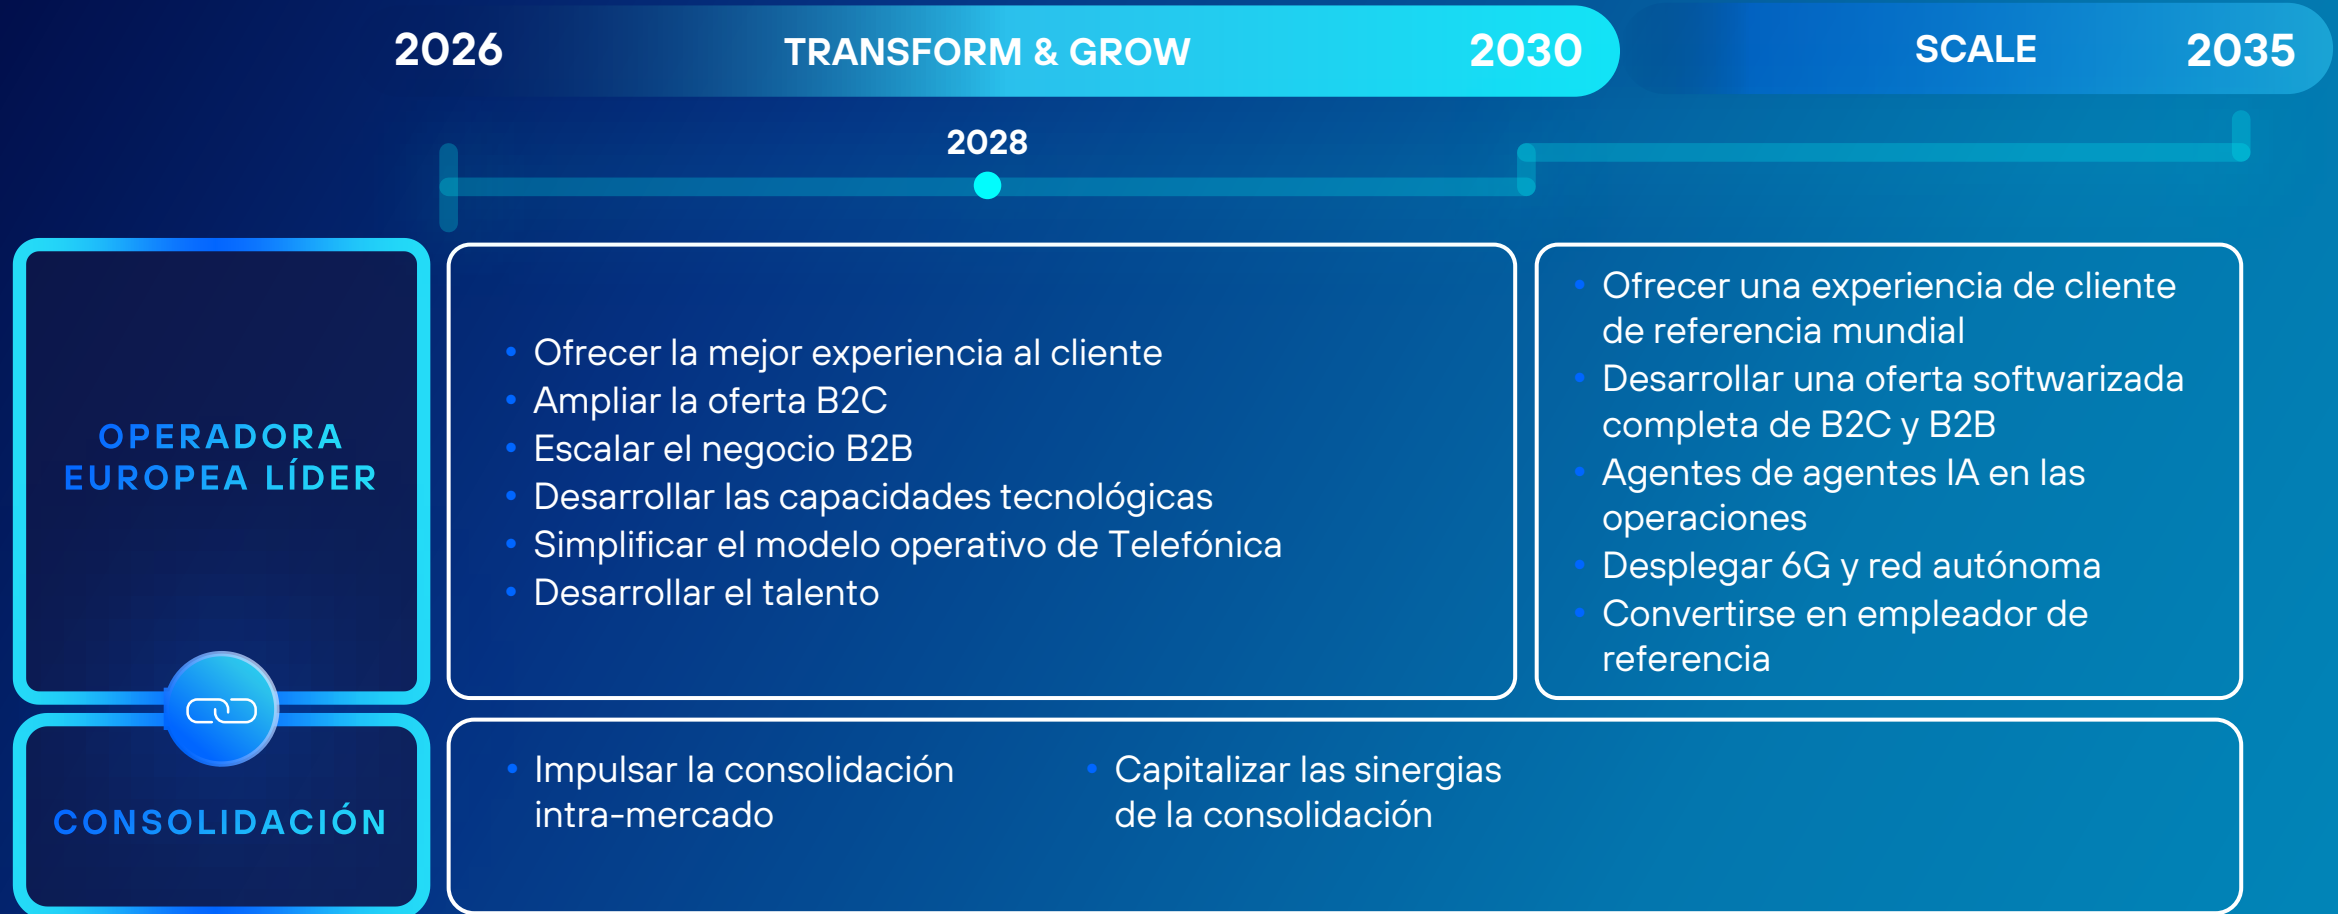 2026
TRANSFORM & GROW
2030
SCALE
2035
2028
OPERADORA
EUROPEA LÍDER
• Ofrecer la mejor experiencia al cliente
• Ampliar la oferta B2C
• Escalar el negocio B2B
• Desarrollar las capacidades tecnológicas
• Simplificar el modelo operativo de Telefónica
• Desarrollar el talento
• Ofrecer una experiencia de cliente
de referencia mundial
• Desarrollar una oferta softwarizada
completa de B2C y B2B
• Agentes de agentes IA en las
operaciones
• Desplegar 6G y red autónoma
• Convertirse en empleador de
referencia
CONSOLIDACIÓN
• Impulsar la consolidación
intra-mercado
• Capitalizar las sinergias
de la consolidación